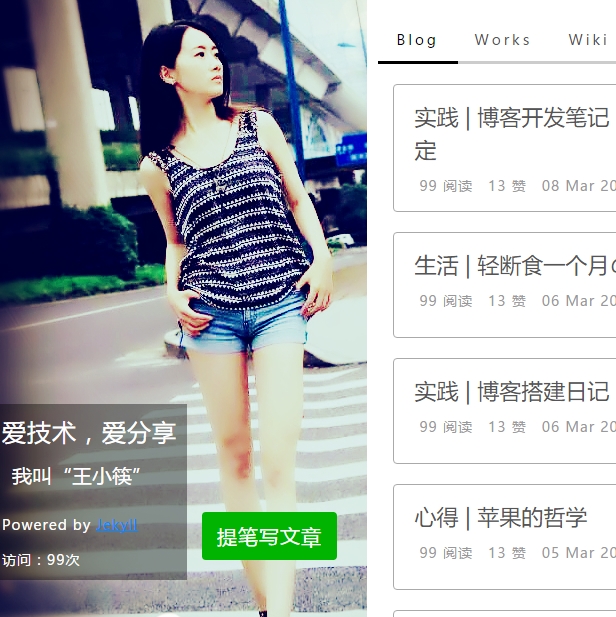 爱技术，爱分享
我叫“王小筷”
Powered by Jekyll
访问：99次
提笔写文章
Blog Works Wiki
实践 | 博客开发笔记
定
99 阅读 13 赞 08 Mar 20
生活 | 轻断食一个月
99 阅读 13 赞 06 Mar 20
实践 | 博客搭建日记
99 阅读 13 赞 06 Mar 20
心得 | 苹果的哲学
99 阅读 13 赞 05 Mar 20